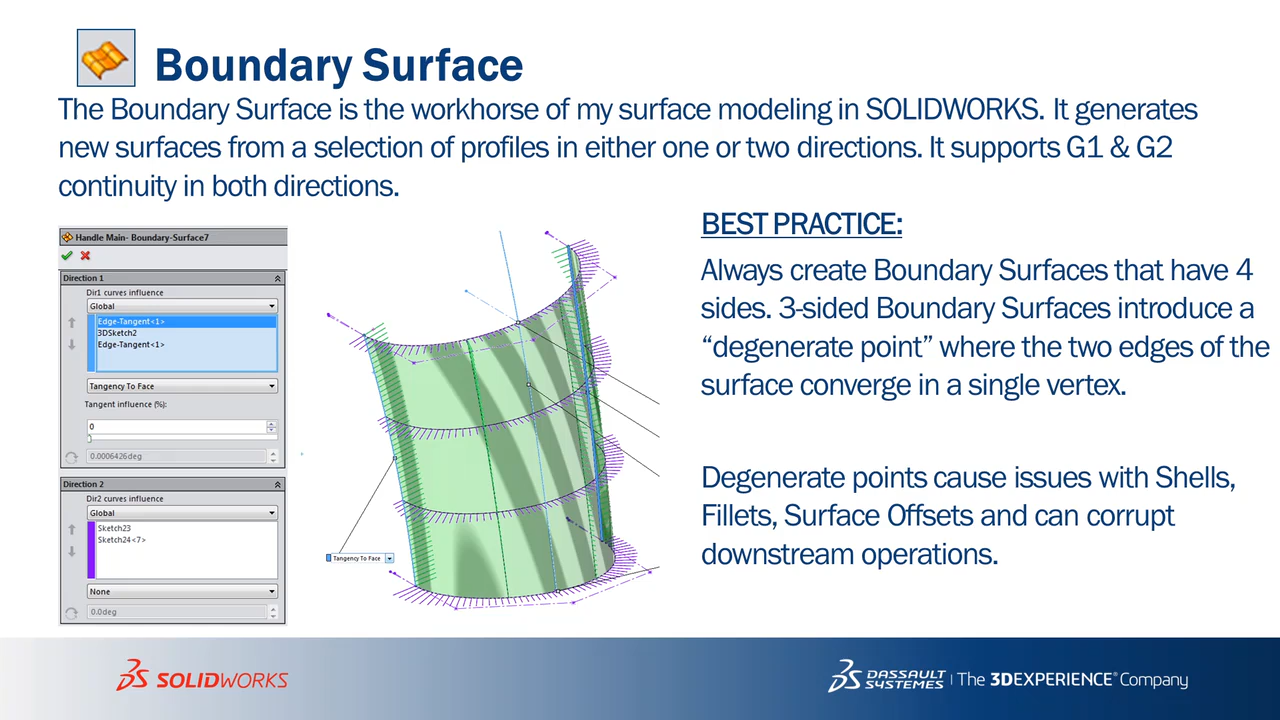 Boundary Surface
The Boundary Surface is the workhorse of my surface modeling in SOLIDWORKS. It generates
new surfaces from a selection of profiles in either one or two directions. It supports G1 & G2
continuity in both directions.
BEST PRACTICE:
Always create Boundary Surfaces that have 4
sides. 3-sided Boundary Surfaces introduce a
“degenerate point” where the two edges of the
surface converge in a single vertex.
Degenerate points cause issues with Shells,
Fillets, Surface Offsets and can corrupt
downstream operations.
Handle Main- Boundary-Surface7
Direction 1
Dir1 curves influence
Global
Edge-Tangent<1>
3DSketch2
Edge-Tangent<1>
Tangency To Face
Tangent influence (%):
0
0.0006426deg
Direction 2
Dir2 curves influence
Global
Sketch23
Sketch24<7>
None
0.0deg
Tangency To Face
SOLIDWORKS
DASSAULT SYSTEMES | The 3DEXPERIENCE® Company